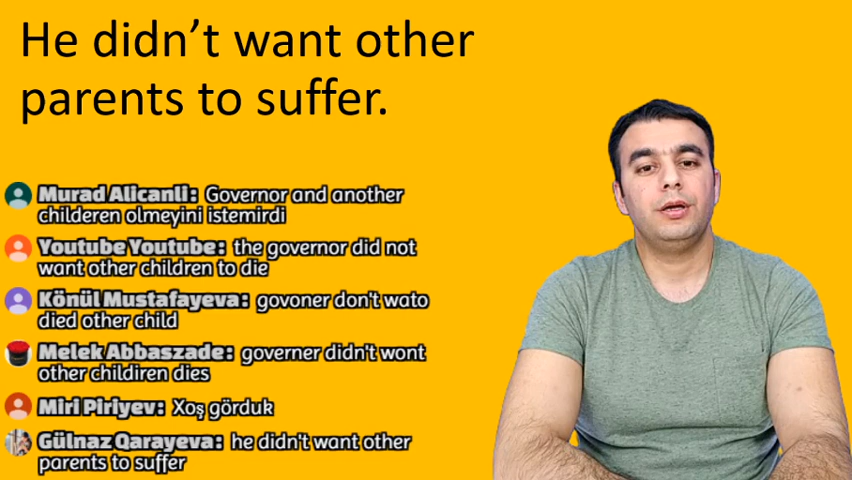 He didn’t want other
parents to suffer.
Murad Alicanli: Governor and another
childeren olmeyini istemirdi
Youtube Youtube: the governor did not
want other children to die
Könül Mustafayeva: govoner don't wato
died other child
Melek Abbaszade: governer didn't wont
other childiren dies
Miri Piriyev: Xoş görduk
Gülnaz Qarayeva: he didn't want other
parents to suffer